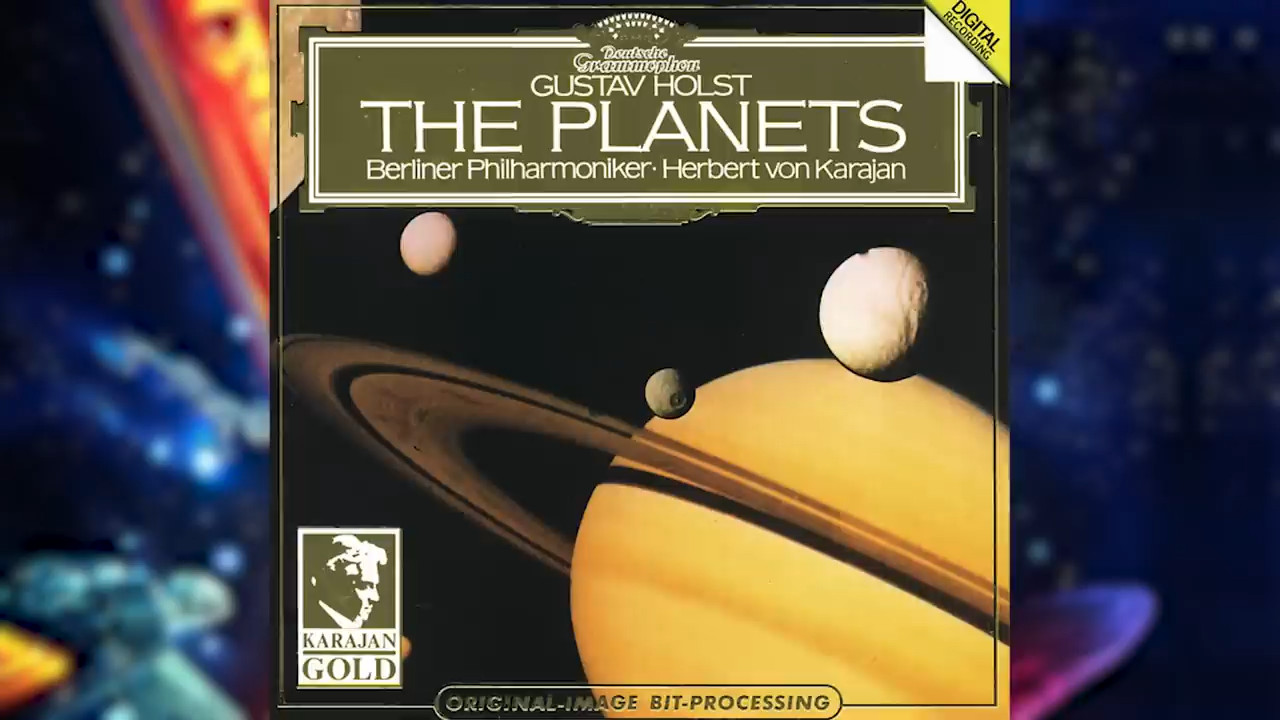 DIGITAL
RECORDING
Deutsche
Grammophon
GUSTAV HOLST
THE PLANETS
Berliner Philharmoniker · Herbert von Karajan
KARAJAN
GOLD
ORIGINAL-IMAGE BIT-PROCESSING